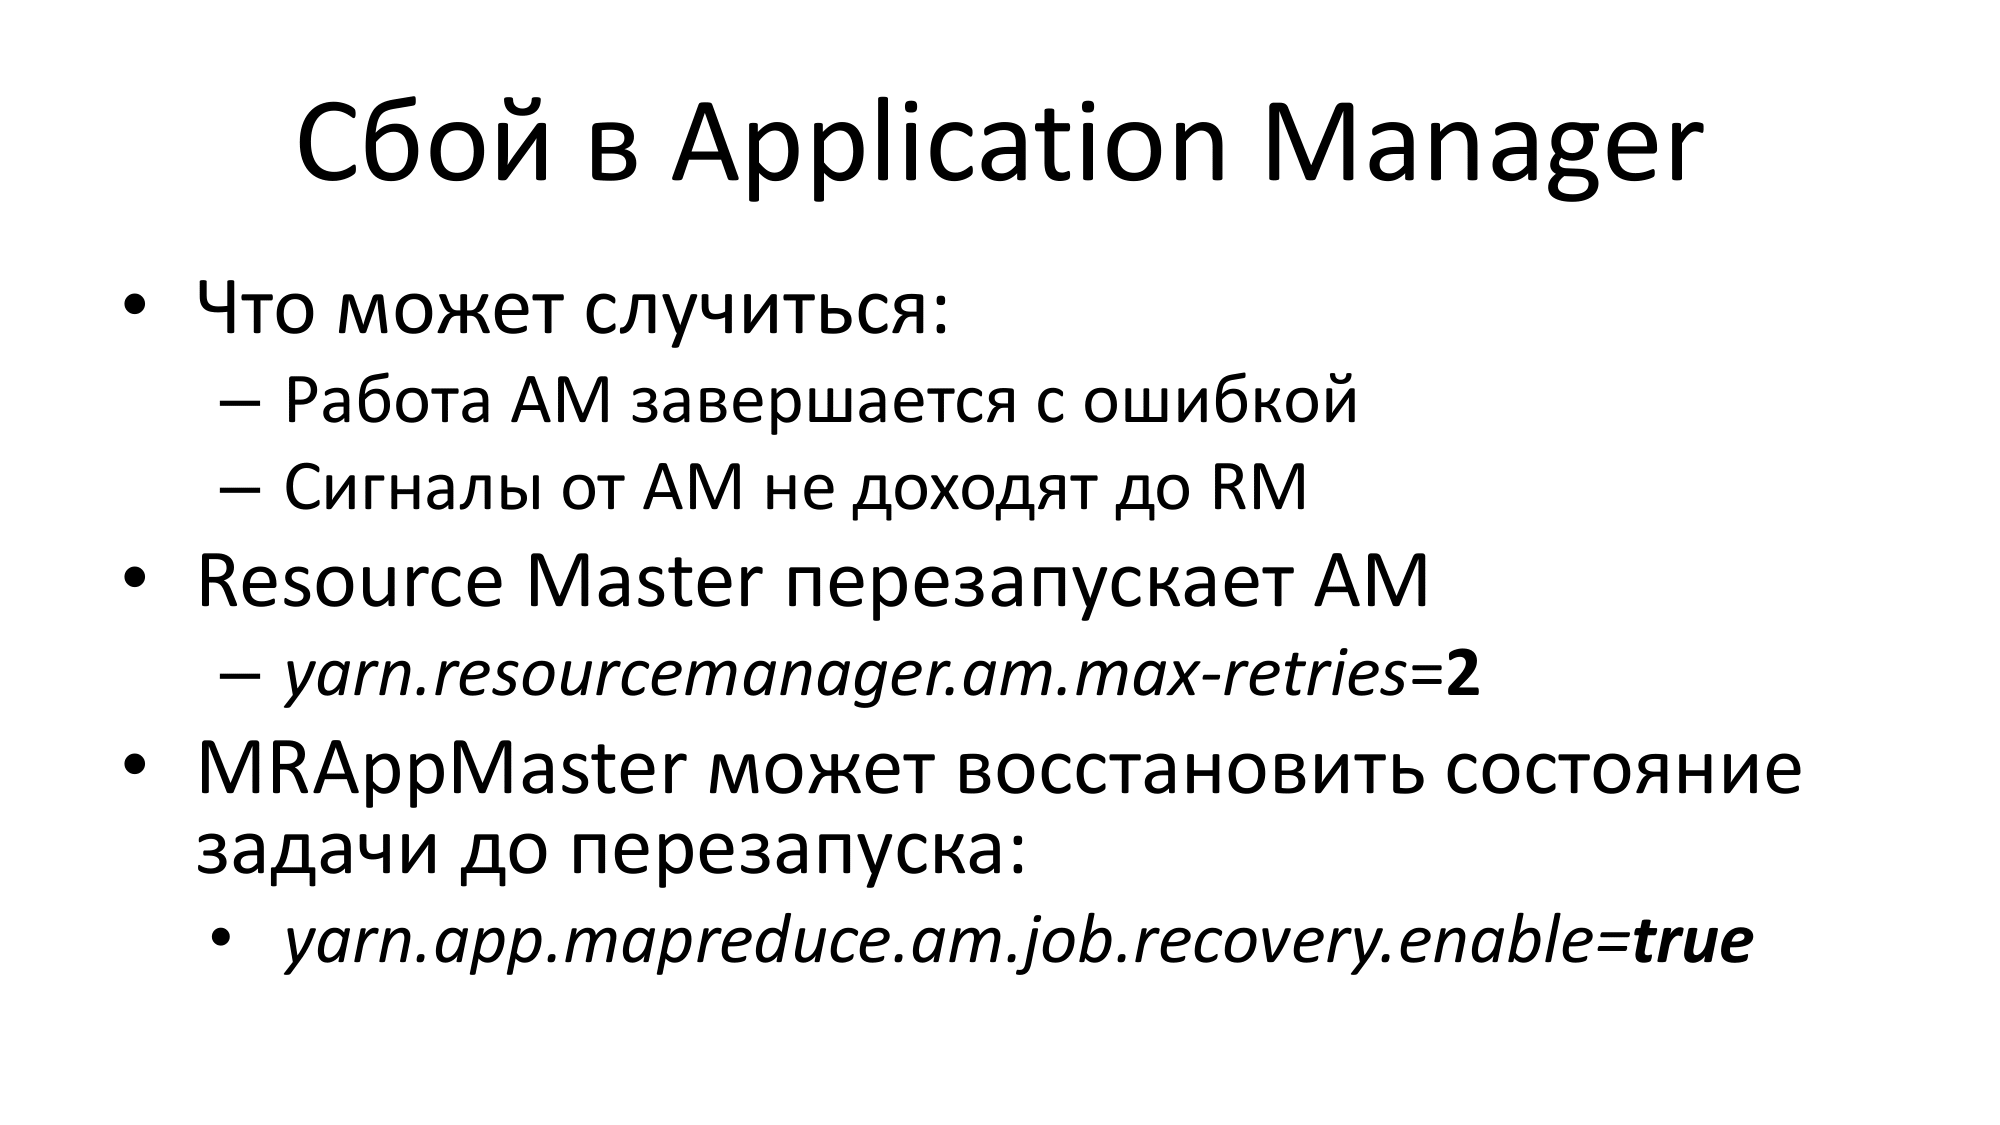 Сбой в Application Manager
• Что может случиться:
– Работа AM завершается с ошибкой
– Сигналы от AM не доходят до RM
• Resource Master перезапускает AM
– yarn.resourcemanager.am.max-retries=2
• MRAppMaster может восстановить состояние
задачи до перезапуска:
• yarn.app.mapreduce.am.job.recovery.enable=true